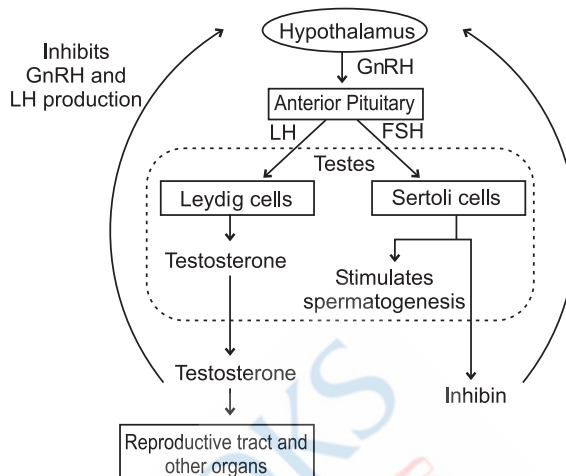 Hypothalamus
Inhibits
GnRH and
LH production
GnRH
Anterior Pituitary
LH
FSH
Testes
Leydig cells
Sertoli cells
Testosterone
Stimulates
spermatogenesis
Testosterone
Inhibin
Reproductive tract and
other organs